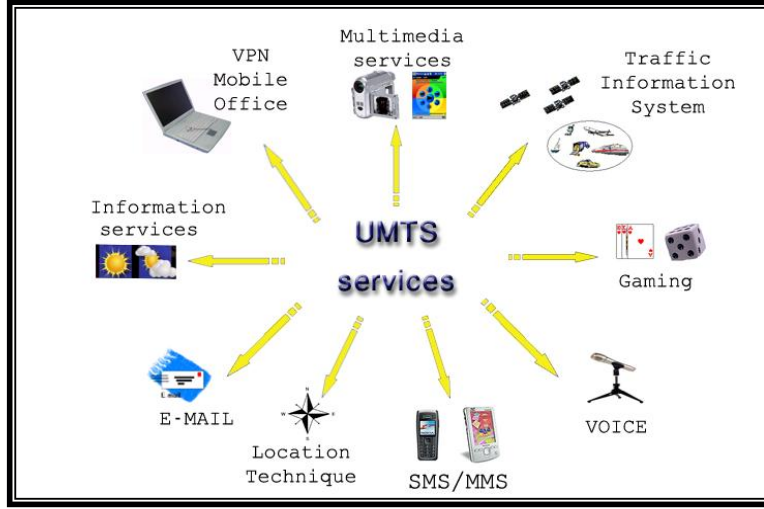 VPN
Mobile
Office
Multimedia
services
Traffic
Information
System
Information
services
UMTS
services
Gaming
E-MAIL
Location
Technique
SMS/MMS
VOICE
E mail
N
W
S